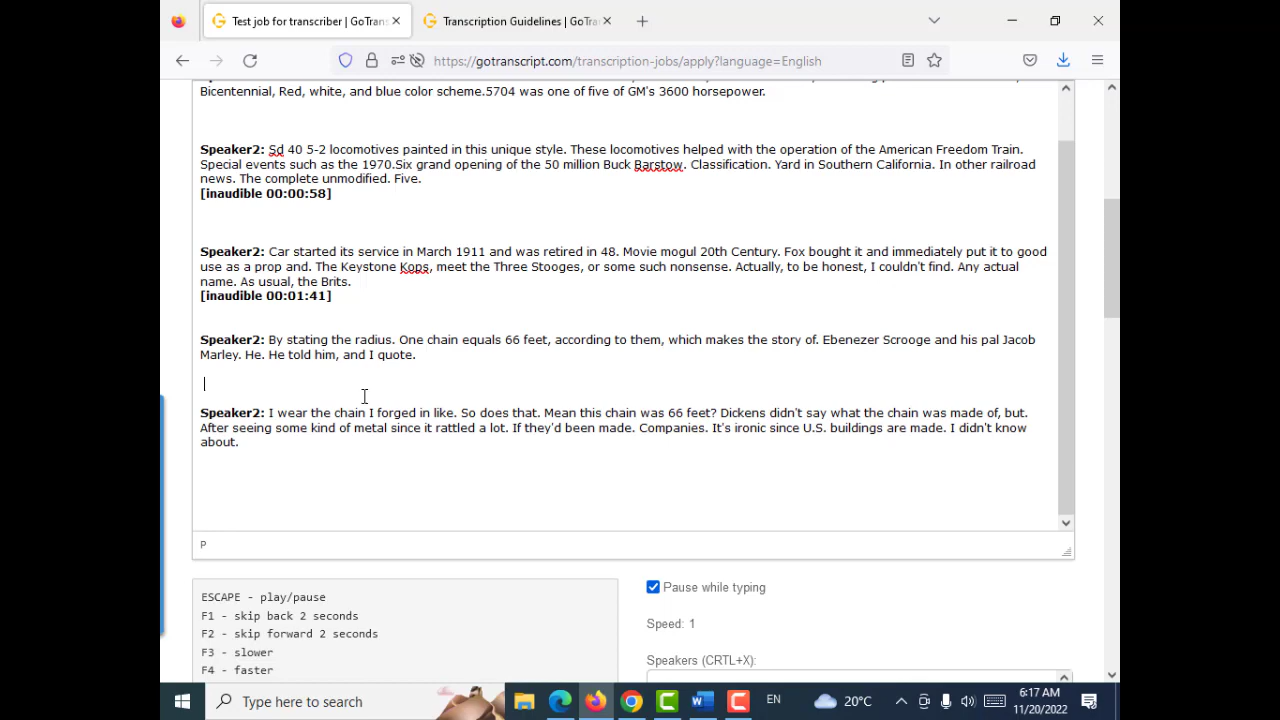 Test job for transcriber | GoTrans
Transcription Guidelines | GoTra
https://gotranscript.com/transcription-jobs/apply?language=English
Bicentennial, Red, white, and blue color scheme.5704 was one of five of GM's 3600 horsepower.
Speaker2: Sd 40 5-2 locomotives painted in this unique style. These locomotives helped with the operation of the American Freedom Train.
Special events such as the 1970.Six grand opening of the 50 million Buck Barstow. Classification. Yard in Southern California. In other railroad
news. The complete unmodified. Five.
[inaudible 00:00:58]
Speaker2: Car started its service in March 1911 and was retired in 48. Movie mogul 20th Century. Fox bought it and immediately put it to good
use as a prop and. The Keystone Kops, meet the Three Stooges, or some such nonsense. Actually, to be honest, I couldn't find. Any actual
name. As usual, the Brits.
[inaudible 00:01:41]
Speaker2: By stating the radius. One chain equals 66 feet, according to them, which makes the story of. Ebenezer Scrooge and his pal Jacob
Marley. He. He told him, and I quote.
Speaker2: I wear the chain I forged in like. So does that. Mean this chain was 66 feet? Dickens didn't say what the chain was made of, but.
After seeing some kind of metal since it rattled a lot. If they'd been made. Companies. It's ironic since U.S. buildings are made. I didn't know
about.
P
ESCAPE - play/pause
F1 - skip back 2 seconds
F2 - skip forward 2 seconds
F3 - slower
F4 - faster
Pause while typing
Speed: 1
Speakers (CRTL+X):
Type here to search
EN
20°C
6:17 AM
11/20/2022